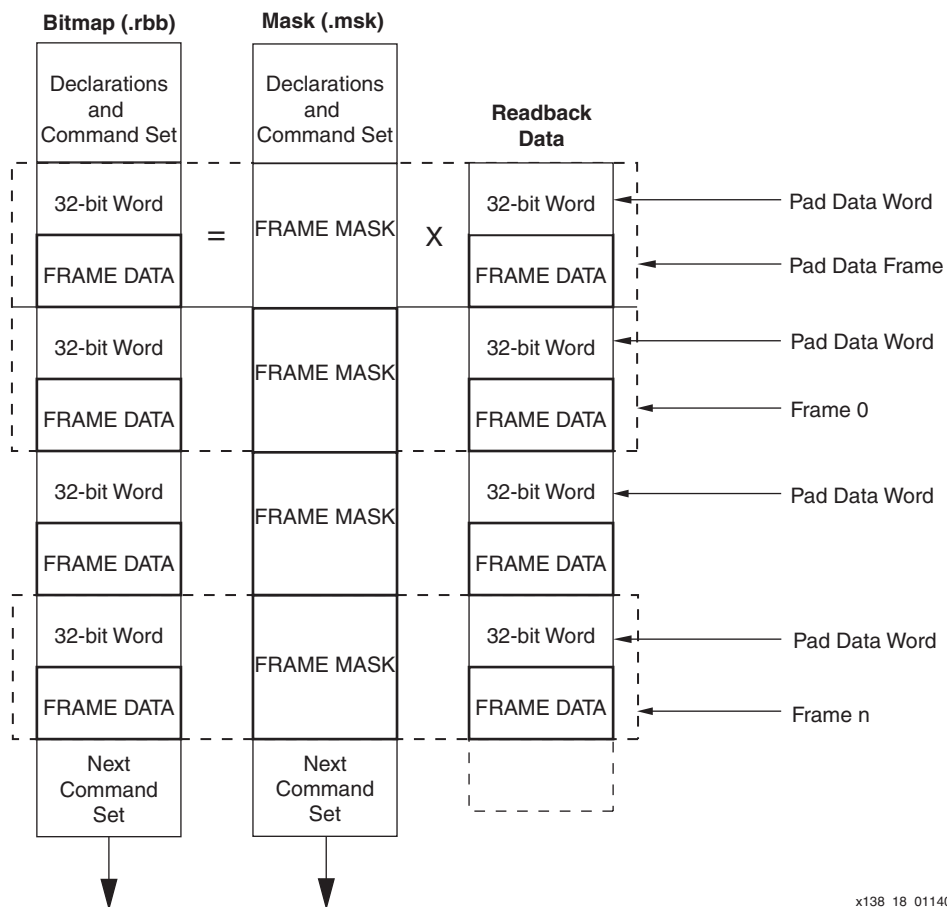 Bitmap (.rbb)
Mask (.msk)
Declarations
and
Command Set
Declarations
and
Command Set
Readback
Data
32-bit Word
FRAME DATA
=
FRAME MASK
X
32-bit Word
FRAME DATA
Pad Data Word
Pad Data Frame
32-bit Word
FRAME DATA
FRAME MASK
32-bit Word
FRAME DATA
Pad Data Word
Frame 0
32-bit Word
FRAME DATA
FRAME MASK
32-bit Word
FRAME DATA
Pad Data Word
32-bit Word
FRAME DATA
FRAME MASK
32-bit Word
FRAME DATA
Pad Data Word
Frame n
Next
Command
Set
Next
Command
Set